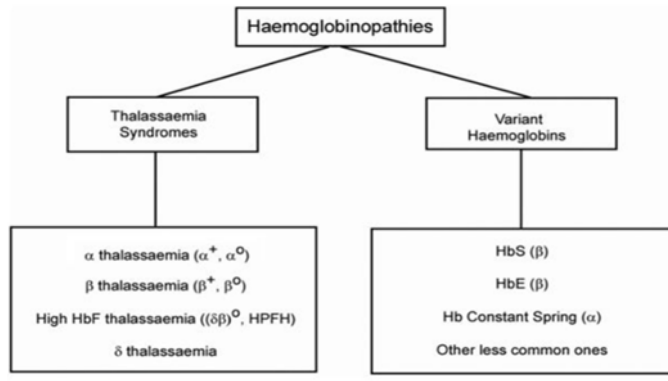 Haemoglobinopathies
Thalassaemia
Syndromes
Variant
Haemoglobins
α thalassaemia (α⁺, α⁰)
β thalassaemia (β⁺, β⁰)
High HbF thalassaemia ((δβ)⁰, HPFH)
δ thalassaemia
HbS (β)
HbE (β)
Hb Constant Spring (α)
Other less common ones